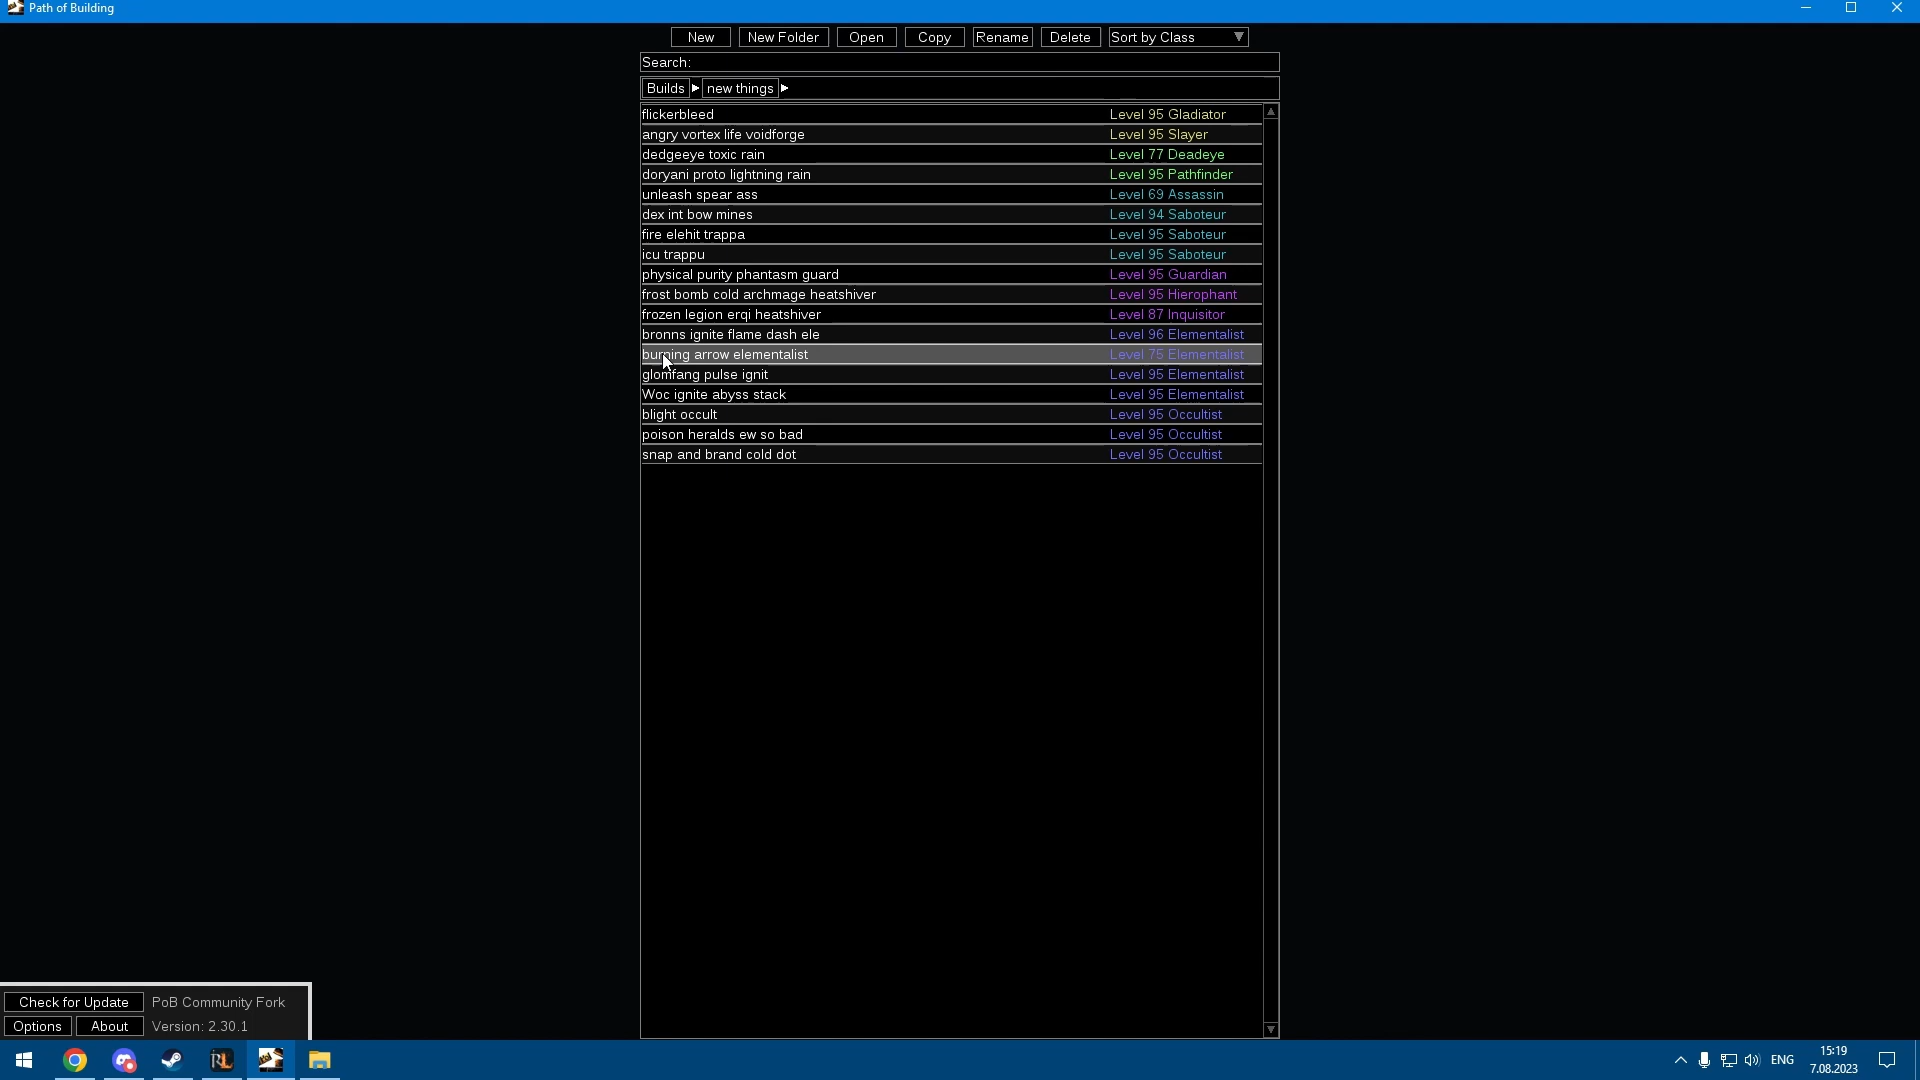 Path of Building
New New Folder Open Copy Rename Delete Sort by Class
Search:
Builds new things
flickerbleed Level 95 Gladiator
angry vortex life voidforge Level 95 Slayer
dedgeeye toxic rain Level 77 Deadeye
doryani proto lightning rain Level 95 Pathfinder
unleash spear ass Level 69 Assassin
dex int bow mines Level 94 Saboteur
fire elehit trappa Level 95 Saboteur
icu trappu Level 95 Saboteur
physical purity phantasm guard Level 95 Guardian
frost bomb cold archmage heatshiver Level 95 Hierophant
frozen legion erqi heatshiver Level 87 Inquisitor
bronns ignite flame dash ele Level 96 Elementalist
burning arrow elementalist Level 75 Elementalist
glomfang pulse ignit Level 95 Elementalist
Woc ignite abyss stack Level 95 Elementalist
blight occult Level 95 Occultist
poison heralds ew so bad Level 95 Occultist
snap and brand cold dot Level 95 Occultist
Check for Update PoB Community Fork
Options About Version: 2.30.1
RL
ENG
15:19
7.08.2023